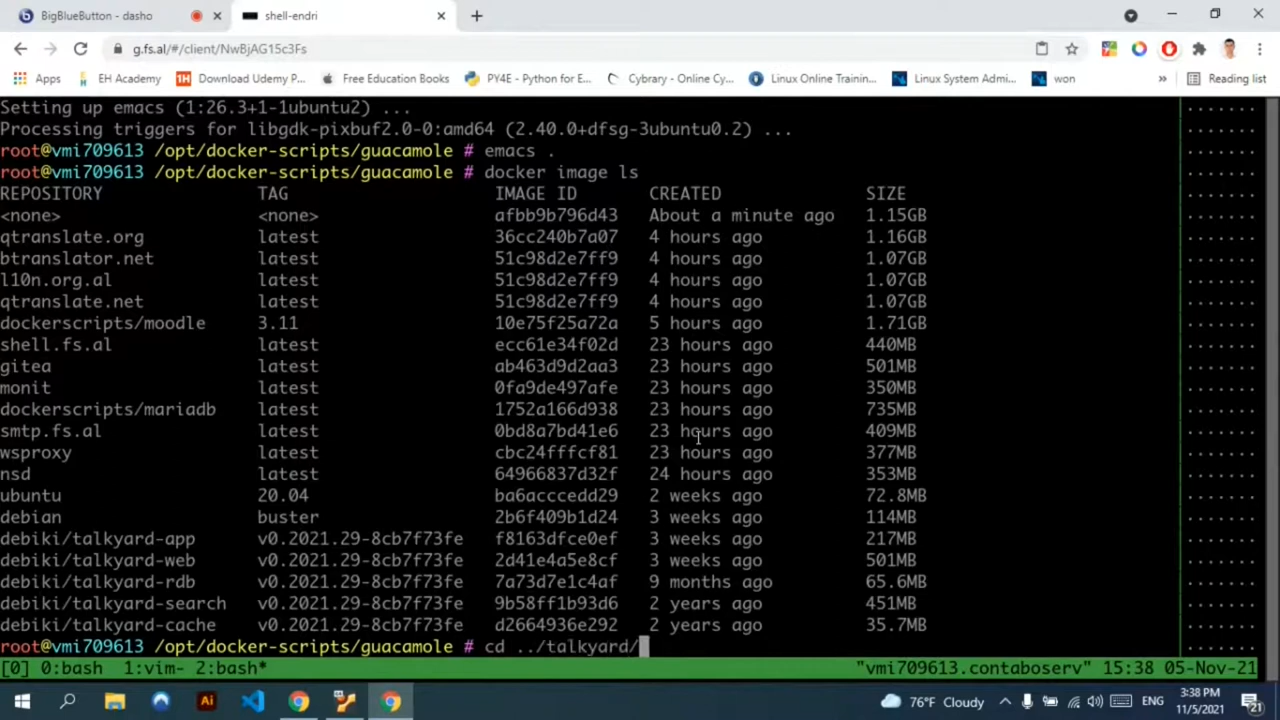 BigBlueButton - dasho
shell-endri
g.fs.al/#/client/NwBjAG15c3Fs
Apps EH Academy Download Udemy P... Free Education Books PY4E - Python for E... Cybrary - Online Cy... Linux Online Trainin... Linux System Admi... won » Reading list
Setting up emacs (1:26.3+1-1ubuntu2) ...
Processing triggers for libgdk-pixbuf2.0-0:amd64 (2.40.0+dfsg-3ubuntu0.2) ...
root@vmi709613 /opt/docker-scripts/guacamole # emacs .
root@vmi709613 /opt/docker-scripts/guacamole # docker image ls
REPOSITORY TAG IMAGE ID CREATED SIZE
<none> <none> afbb9b796d43 About a minute ago 1.15GB
qtranslate.org latest 36cc240b7a07 4 hours ago 1.16GB
btranslator.net latest 51c98d2e7ff9 4 hours ago 1.07GB
l10n.org.al latest 51c98d2e7ff9 4 hours ago 1.07GB
qtranslate.net latest 51c98d2e7ff9 4 hours ago 1.07GB
dockerscripts/moodle 3.11 10e75f25a72a 5 hours ago 1.71GB
shell.fs.al latest ecc61e34f02d 23 hours ago 440MB
gitea latest ab463d9d2aa3 23 hours ago 501MB
monit latest 0fa9de497afe 23 hours ago 350MB
dockerscripts/mariadb latest 1752a166d938 23 hours ago 735MB
smtp.fs.al latest 0bd8a7bd41e6 23 hours ago 409MB
wsproxy latest cbc24fffcf81 23 hours ago 377MB
nsd latest 64966837d32f 24 hours ago 353MB
ubuntu 20.04 ba6acccedd29 2 weeks ago 72.8MB
debian buster 2b6f409b1d24 3 weeks ago 114MB
debiki/talkyard-app v0.2021.29-8cb7f73fe f8163dfce0ef 3 weeks ago 217MB
debiki/talkyard-web v0.2021.29-8cb7f73fe 2d41e4a5e8cf 3 weeks ago 501MB
debiki/talkyard-rdb v0.2021.29-8cb7f73fe 7a73d7e1c4af 9 months ago 65.6MB
debiki/talkyard-search v0.2021.29-8cb7f73fe 9b58ff1b93d6 2 years ago 451MB
debiki/talkyard-cache v0.2021.29-8cb7f73fe d2664936e292 2 years ago 35.7MB
root@vmi709613 /opt/docker-scripts/guacamole # cd ../talkyard/
[0] 0:bash 1:vim- 2:bash* "vmi709613.contaboserv" 15:38 05-Nov-21
Ai 76°F Cloudy ENG 3:38 PM
11/5/2021 21